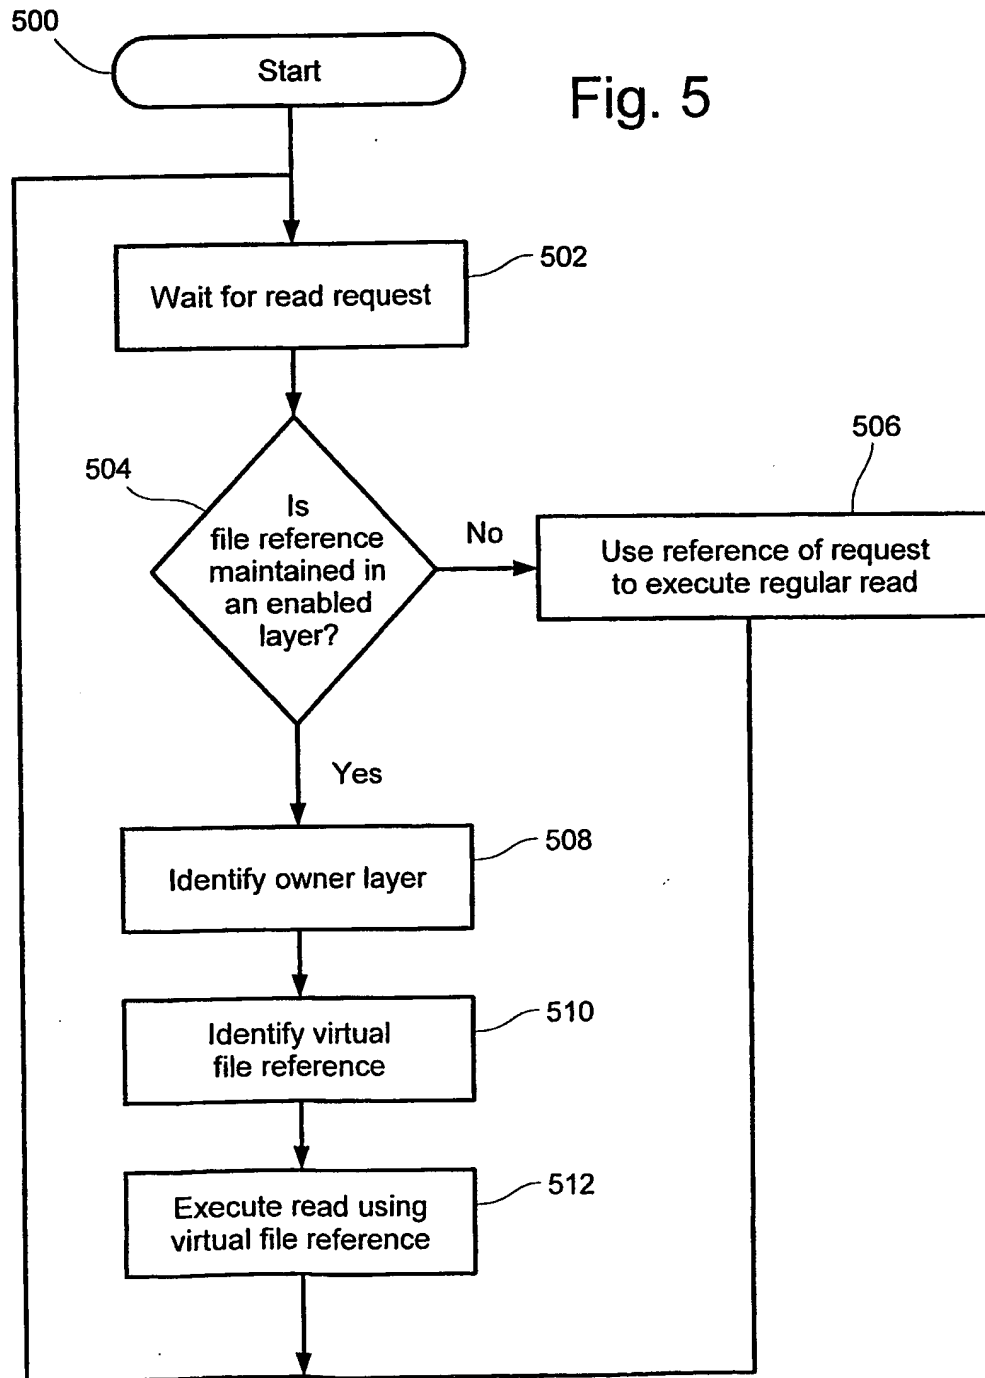 500
Start
Fig. 5
502
Wait for read request
504
Is
file reference
maintained in
an enabled
layer?
No
506
Use reference of request
to execute regular read
Yes
508
Identify owner layer
510
Identify virtual
file reference
512
Execute read using
virtual file reference